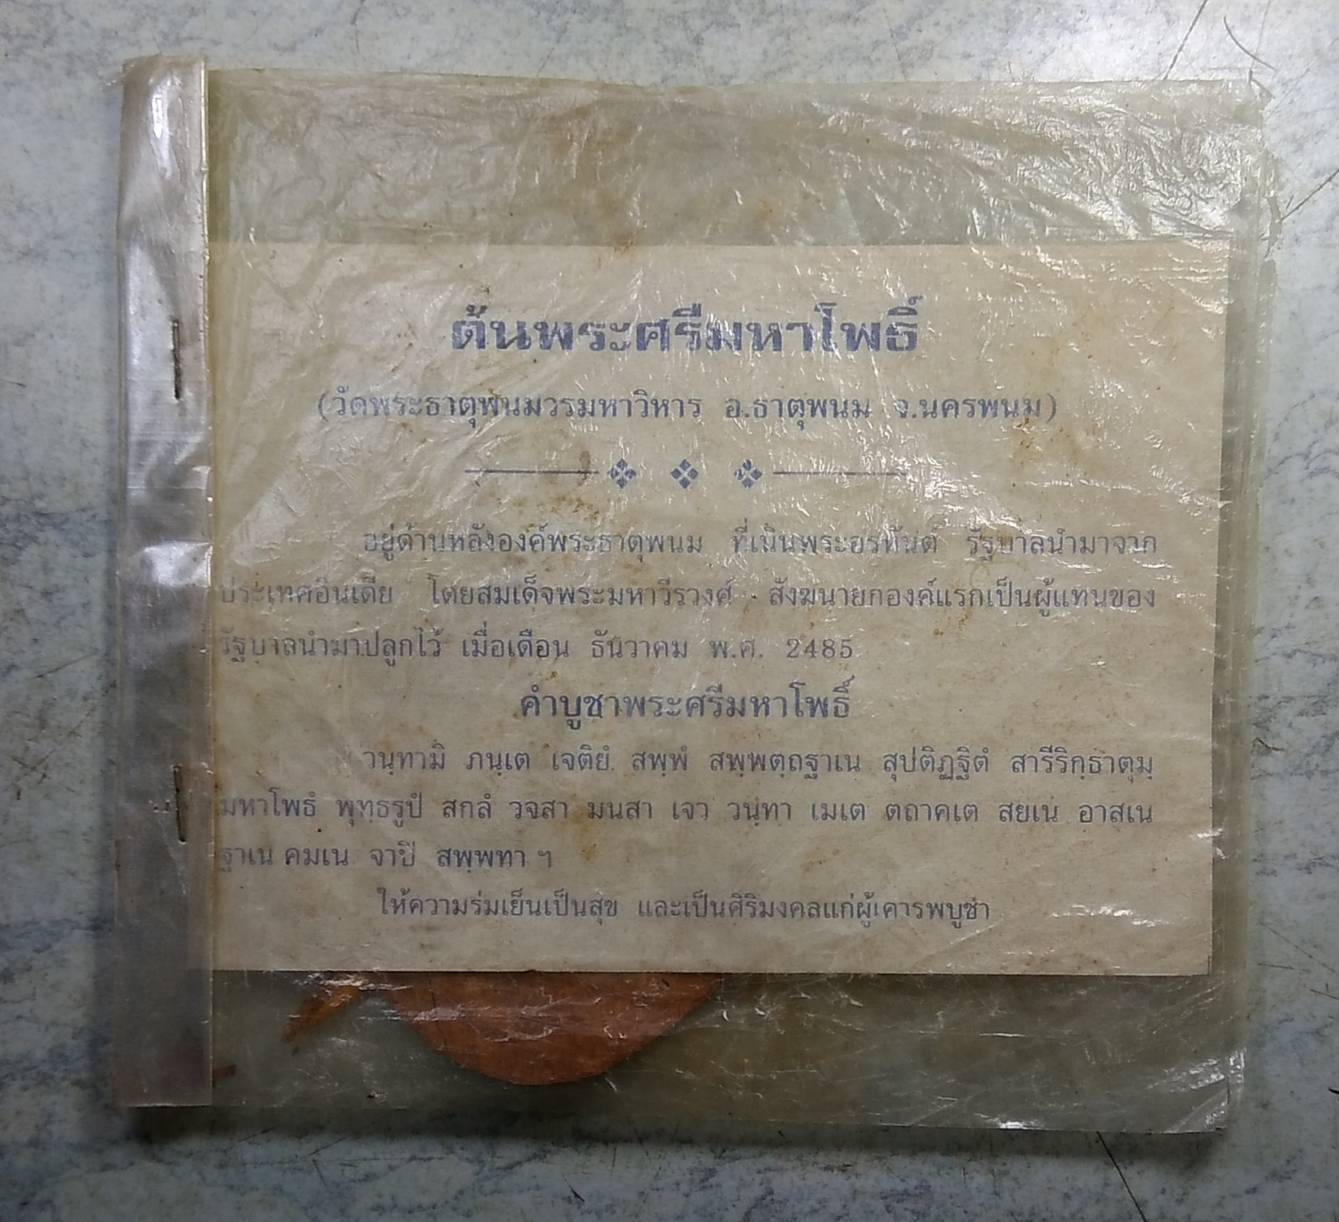 ต้นพระศรีมหาโพธิ์
(วัดพระธาตุพนมวรมหาวิหาร อ.ธาตุพนม จ.นครพนม)
อยู่ด้านหลังองค์พระธาตุพนม ที่เนินพระอรหันต์ รัฐบาลนำมาจาก
ประเทศอินเดีย โดยสมเด็จพระมหาวีรวงศ์ สังฆนายกองค์แรกเป็นผู้แทนของ
รัฐบาลนำมาปลูกไว้ เมื่อเดือน ธันวาคม พ.ศ. 2485
คำบูชาพระศรีมหาโพธิ์
วนฺทามิ ภนฺเต เจติยํ สพฺพํ สพฺพตฺถฐาเน สุปติฏฐิตํ สารีริกฺธาตุมฺ
มหาโพธํ พุทฺธรูปํ สกลํ วจสา มนสา เจว วนฺทา เมเต ตถาคเต สยเน อาสเน
ฐาเน คมเน จาปิ สพฺพทา ฯ
ให้ความร่มเย็นเป็นสุข และเป็นศิริมงคลแก่ผู้เคารพบูชา